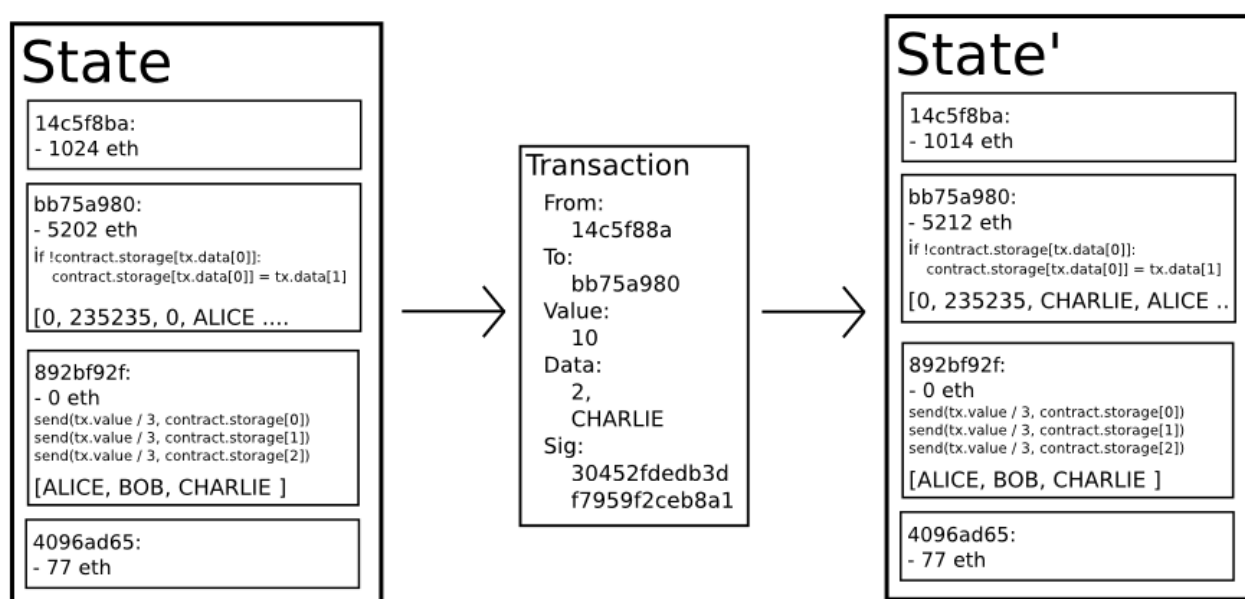 State
14c5f8ba:
- 1024 eth
bb75a980:
- 5202 eth
if !contract.storage[tx.data[0]]:
contract.storage[tx.data[0]] = tx.data[1]
[0, 235235, 0, ALICE ....
892bf92f:
- 0 eth
send(tx.value / 3, contract.storage[0])
send(tx.value / 3, contract.storage[1])
send(tx.value / 3, contract.storage[2])
[ALICE, BOB, CHARLIE ]
4096ad65:
- 77 eth
Transaction
From:
14c5f88a
To:
bb75a980
Value:
10
Data:
2,
CHARLIE
Sig:
30452fdedb3d
f7959f2ceb8a1
State'
14c5f8ba:
- 1014 eth
bb75a980:
- 5212 eth
if !contract.storage[tx.data[0]]:
contract.storage[tx.data[0]] = tx.data[1]
[0, 235235, CHARLIE, ALICE ..
892bf92f:
- 0 eth
send(tx.value / 3, contract.storage[0])
send(tx.value / 3, contract.storage[1])
send(tx.value / 3, contract.storage[2])
[ALICE, BOB, CHARLIE ]
4096ad65:
- 77 eth